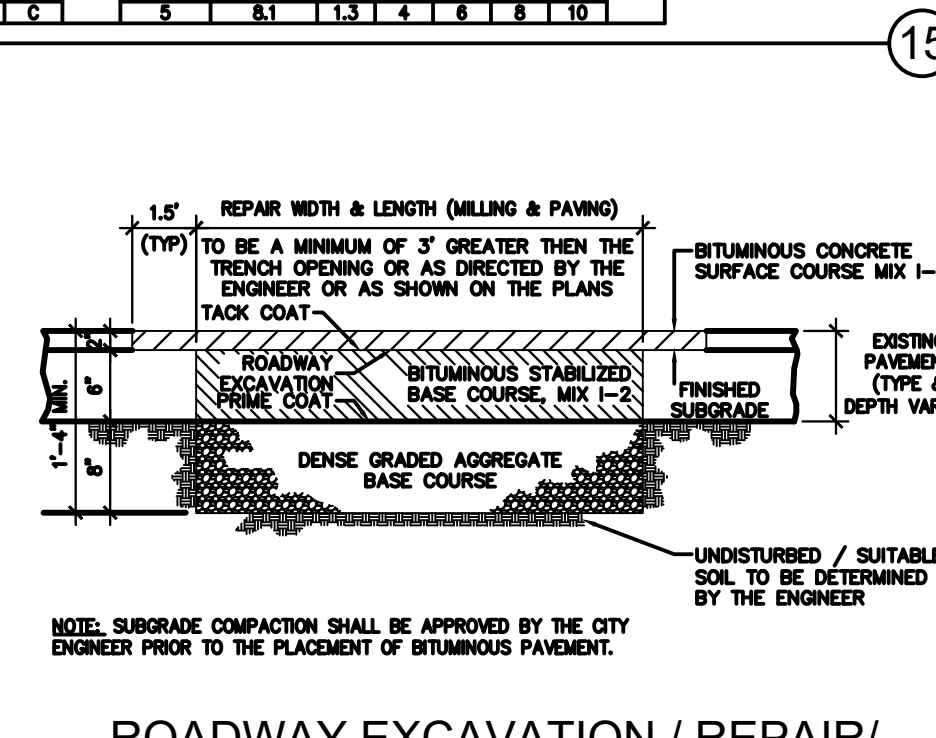 C 5 8.1 1.3 4 6 8 10
15
1.5'
(TYP)
REPAIR WIDTH & LENGTH (MILLING & PAVING)
TO BE A MINIMUM OF 3' GREATER THEN THE
TRENCH OPENING OR AS DIRECTED BY THE
ENGINEER OR AS SHOWN ON THE PLANS
TACK COAT
BITUMINOUS CONCRETE
SURFACE COURSE MIX I-
2"
6"
8"
1'-4" MIN.
ROADWAY
EXCAVATION
PRIME COAT
BITUMINOUS STABILIZED
BASE COURSE, MIX I-2
FINISHED
SUBGRADE
EXISTING
PAVEMEN
(TYPE &
DEPTH VAR
DENSE GRADED AGGREGATE
BASE COURSE
UNDISTURBED / SUITABLE
SOIL TO BE DETERMINED
BY THE ENGINEER
NOTE: SUBGRADE COMPACTION SHALL BE APPROVED BY THE CITY
ENGINEER PRIOR TO THE PLACEMENT OF BITUMINOUS PAVEMENT.
ROADWAY EXCAVATION / REPAIR/